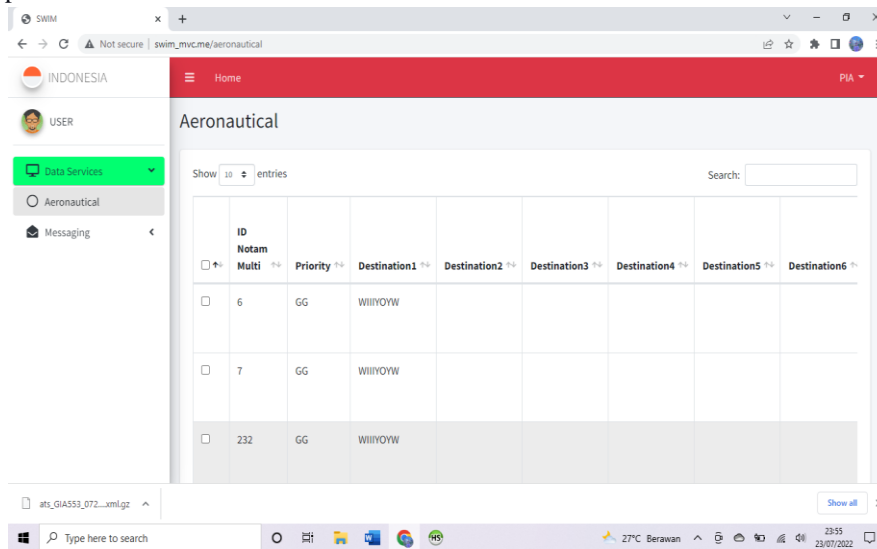 SWIM
Not secure | swim_mvc.me/aeronautical
INDONESIA
Home
PIA
USER
Aeronautical
Data Services
Show 10 entries
Search:
Aeronautical
Messaging
ID Notam Multi Priority Destination1 Destination2 Destination3 Destination4 Destination5 Destination6
6 GG WIIIYOYW
7 GG WIIIYOYW
232 GG WIIIYOYW
ats_GIA553_072....xml.gz
Show all
Type here to search
HS
27°C Berawan
23:55
23/07/2022